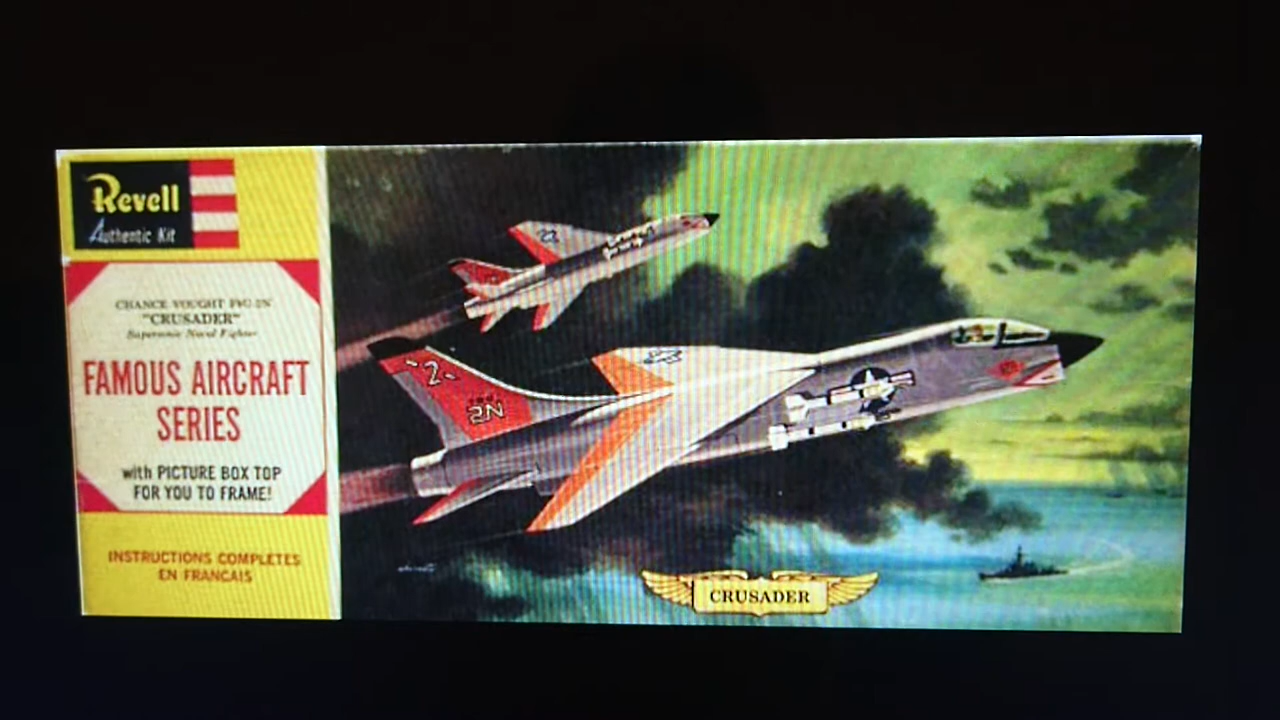 Revell
Authentic Kit
CHANCE VOUGHT F8U-2N
"CRUSADER"
Supersonic Naval Fighter
FAMOUS AIRCRAFT
SERIES
with PICTURE BOX TOP
FOR YOU TO FRAME!
INSTRUCTIONS COMPLETES
EN FRANCAIS
2
2N
CRUSADER